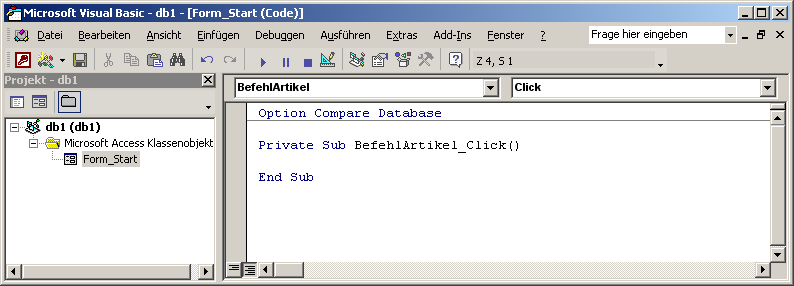 Microsoft Visual Basic - db1 - [Form_Start (Code)]
Datei Bearbeiten Ansicht Einfügen Debuggen Ausführen Extras Add-Ins Fenster ? Frage hier eingeben
Z 4, S 1
Projekt - db1
BefehlArtikel Click
db1 (db1)
Microsoft Access Klassenobjekt
Form_Start
Option Compare Database
Private Sub BefehlArtikel_Click()
End Sub